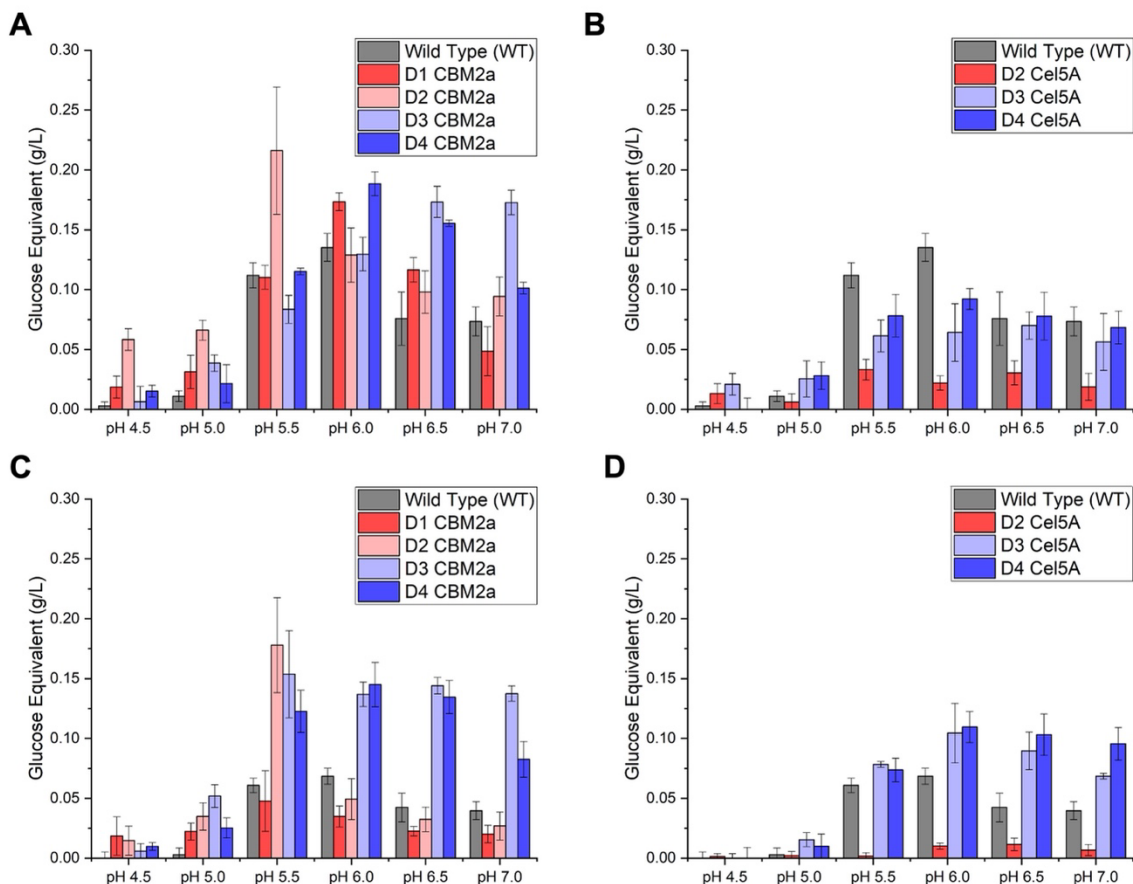 A
Glucose Equivalent (g/L)
0.30
0.25
0.20
0.15
0.10
0.05
0.00
Wild Type (WT)
D1 CBM2a
D2 CBM2a
D3 CBM2a
D4 CBM2a
pH 4.5 pH 5.0 pH 5.5 pH 6.0 pH 6.5 pH 7.0
B
Glucose Equivalent (g/L)
0.30
0.25
0.20
0.15
0.10
0.05
0.00
Wild Type (WT)
D2 Cel5A
D3 Cel5A
D4 Cel5A
pH 4.5 pH 5.0 pH 5.5 pH 6.0 pH 6.5 pH 7.0
C
Glucose Equivalent (g/L)
0.30
0.25
0.20
0.15
0.10
0.05
0.00
Wild Type (WT)
D1 CBM2a
D2 CBM2a
D3 CBM2a
D4 CBM2a
pH 4.5 pH 5.0 pH 5.5 pH 6.0 pH 6.5 pH 7.0
D
Glucose Equivalent (g/L)
0.30
0.25
0.20
0.15
0.10
0.05
0.00
Wild Type (WT)
D2 Cel5A
D3 Cel5A
D4 Cel5A
pH 4.5 pH 5.0 pH 5.5 pH 6.0 pH 6.5 pH 7.0